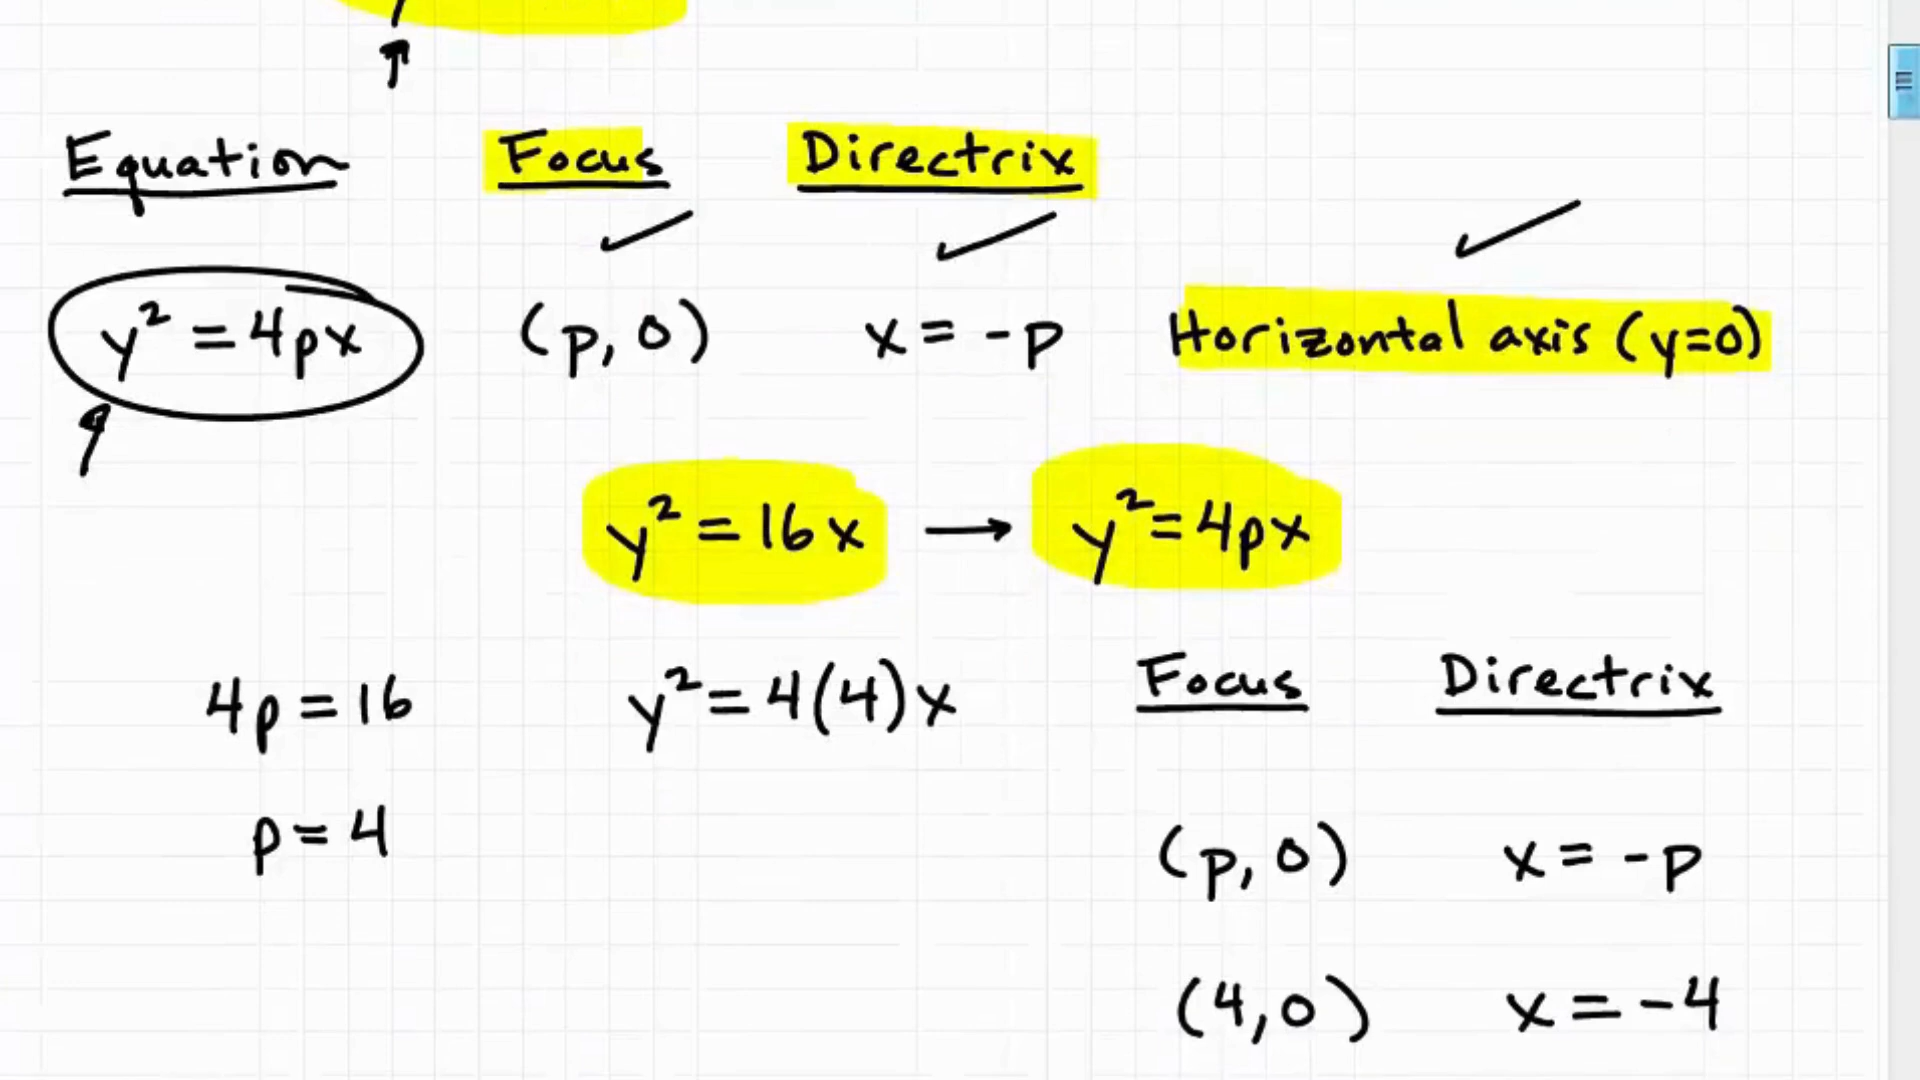 Equation Focus Directrix
y² = 4px (p, 0) x = -p Horizontal axis (y=0)
y² = 16x → y² = 4px
4p = 16 y² = 4(4)x Focus Directrix
p = 4 (p, 0) x = -p
(4, 0) x = -4